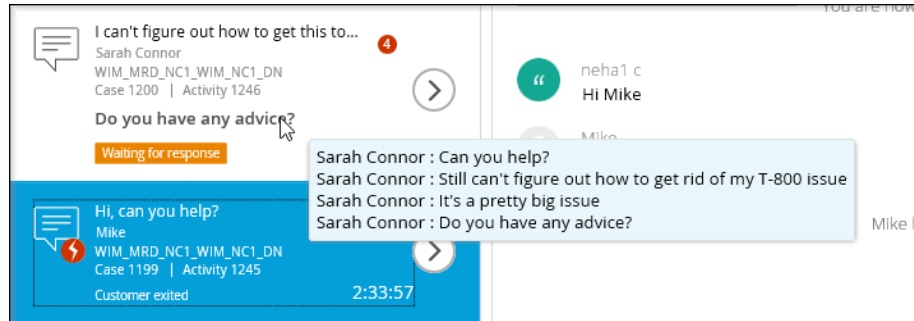 I can't figure out how to get this to...
4
Sarah Connor
WIM_MRD_NC1_WIM_NC1_DN
Case 1200 | Activity 1246
Do you have any advice?
Waiting for response
Hi, can you help?
Mike
WIM_MRD_NC1_WIM_NC1_DN
Case 1199 | Activity 1245
Customer exited 2:33:57
Sarah Connor : Can you help?
Sarah Connor : Still can't figure out how to get rid of my T-800 issue
Sarah Connor : It's a pretty big issue
Sarah Connor : Do you have any advice?
You are now
neha1 c
Hi Mike
Mike
Mike